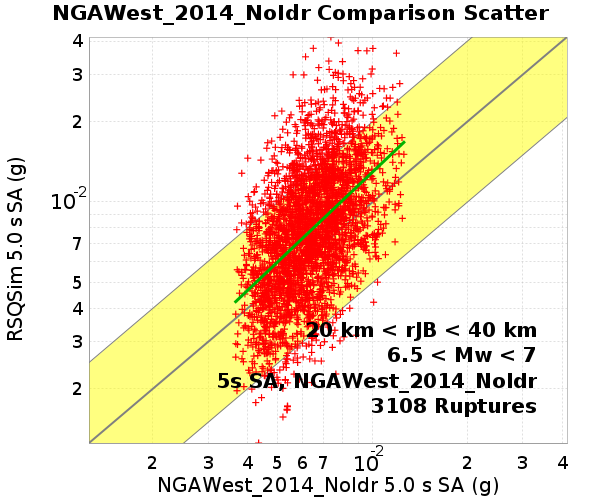 NGAWest_2014_NoIdr Comparison Scatter
4
3
2
10-2
7
5
4
3
2
RSQSim 5.0 s SA (g)
20 km < rJB < 40 km
6.5 < Mw < 7
5s SA, NGAWest_2014_NoIdr
3108 Ruptures
2 3 4 5 6 7 10-2 2 3 4
NGAWest_2014_NoIdr 5.0 s SA (g)